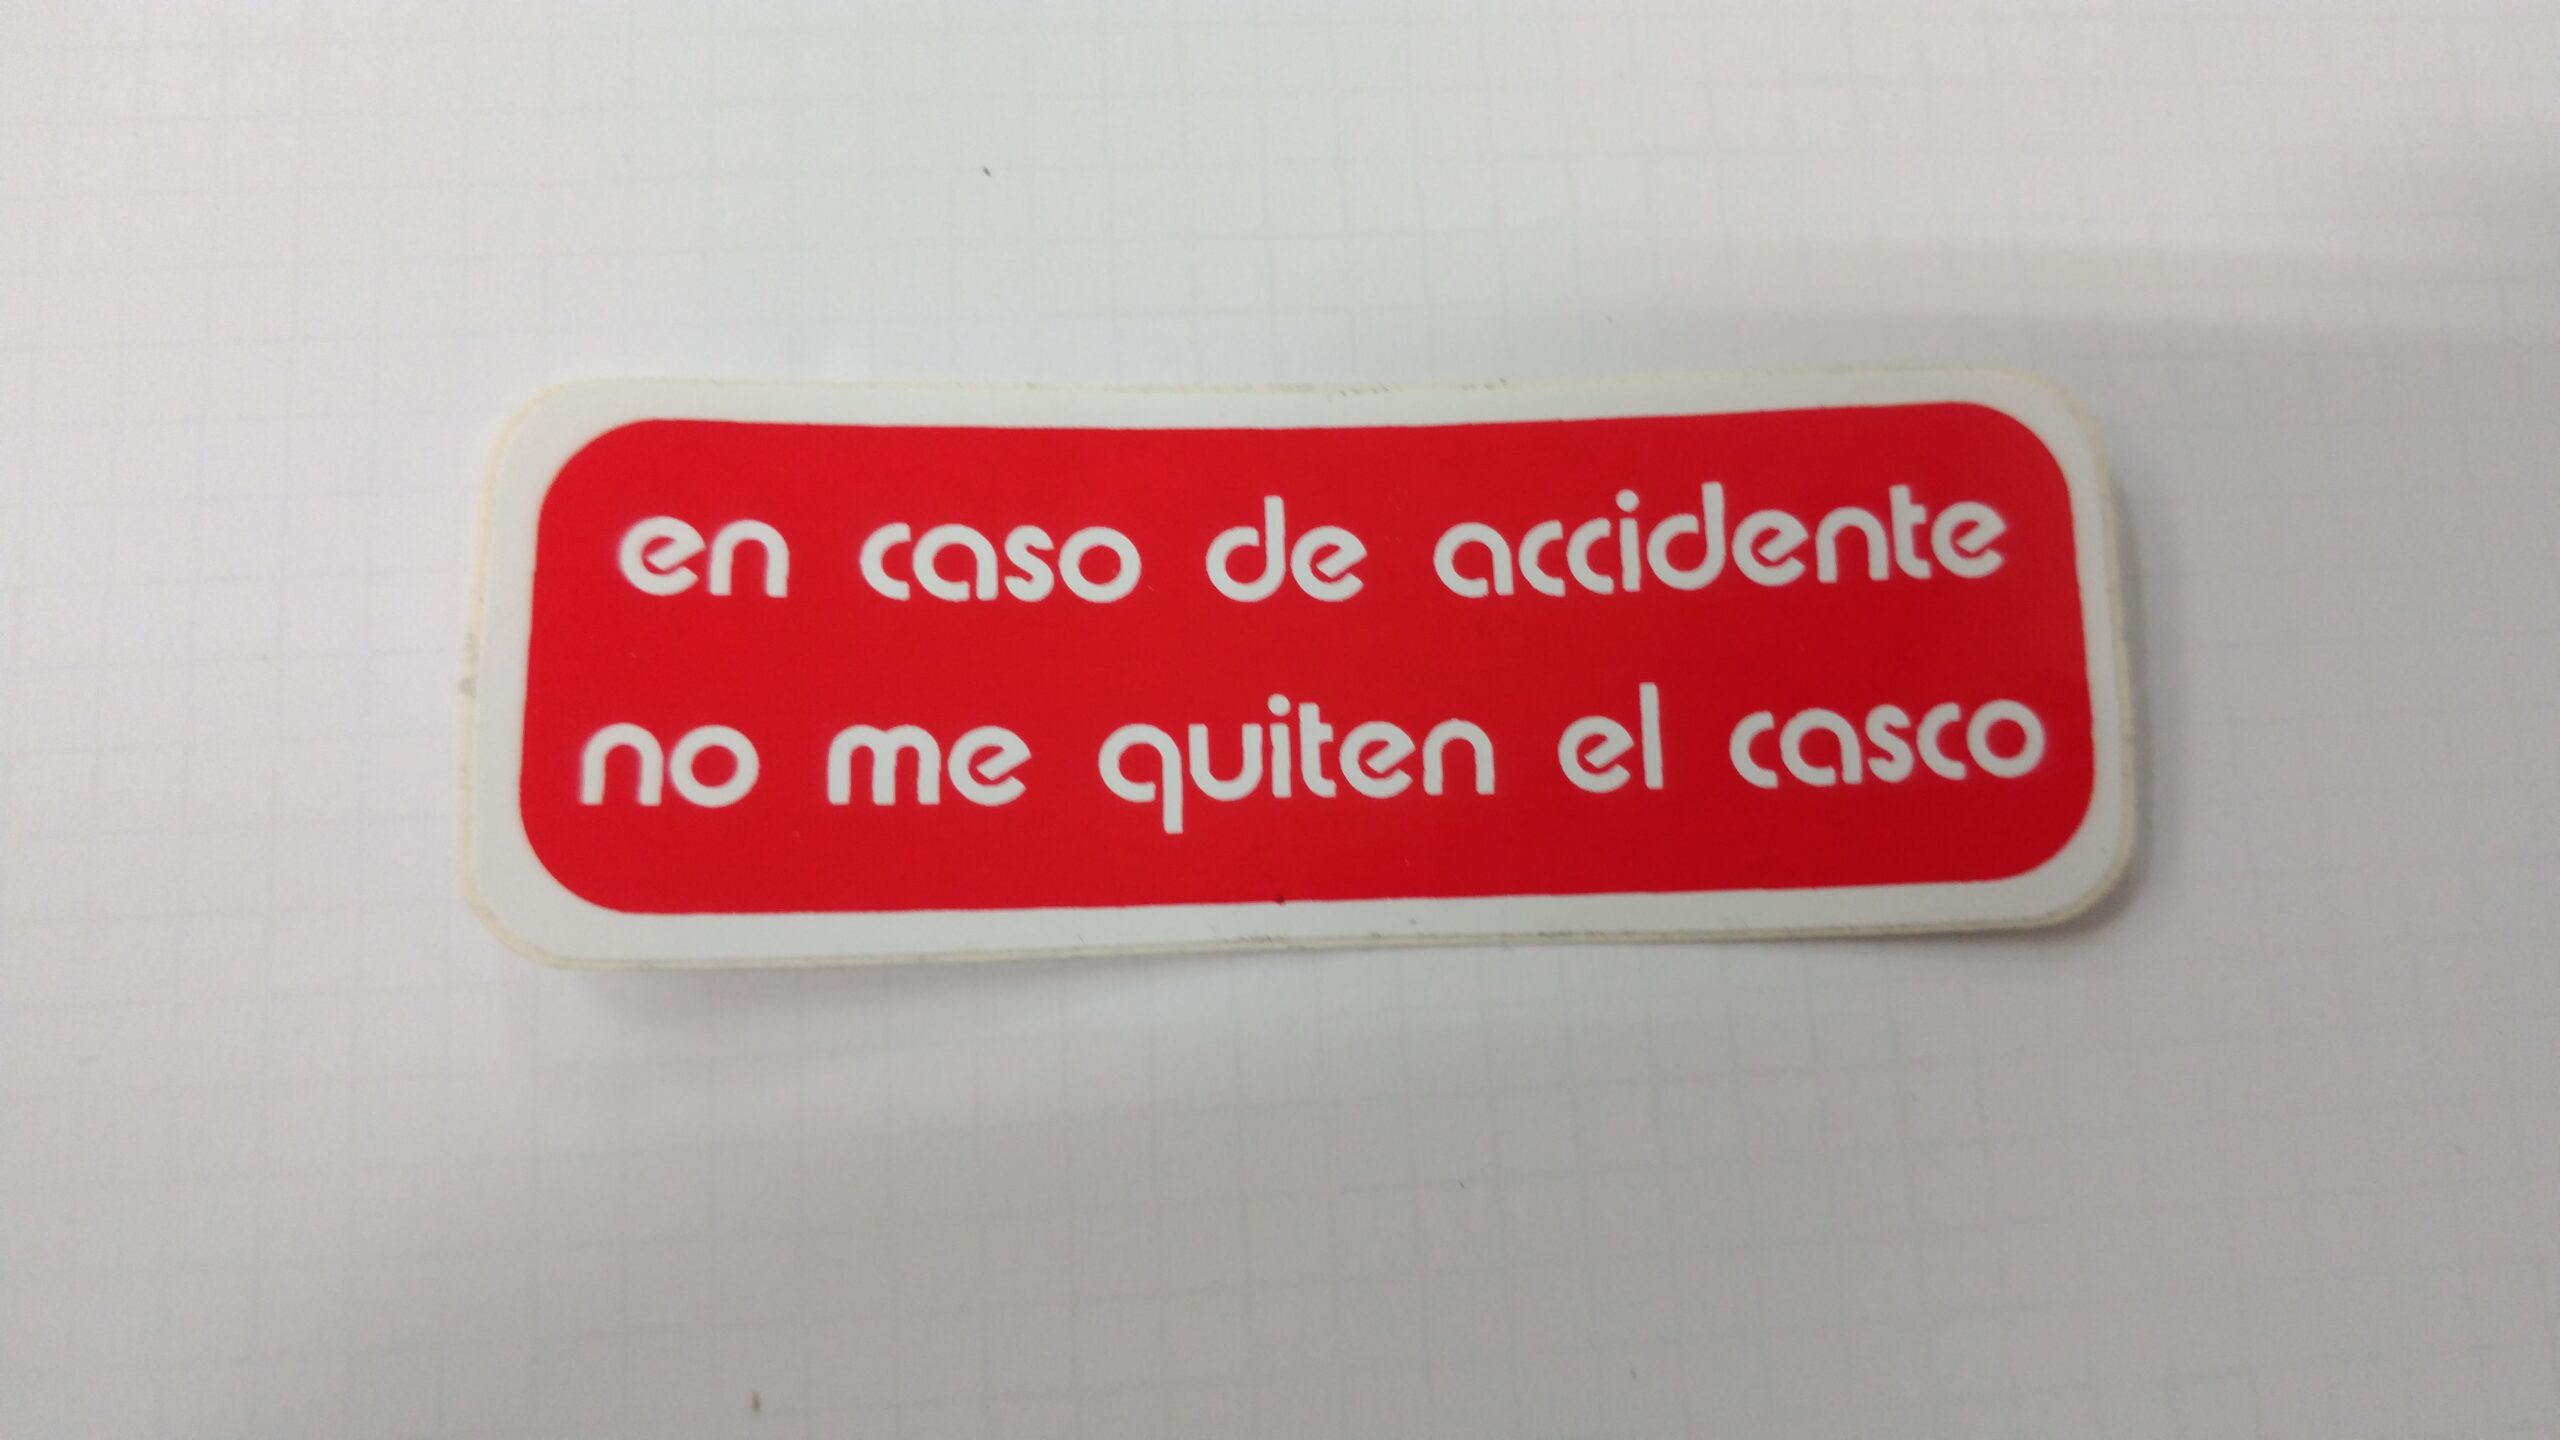 en caso de accidente
no me quiten el casco